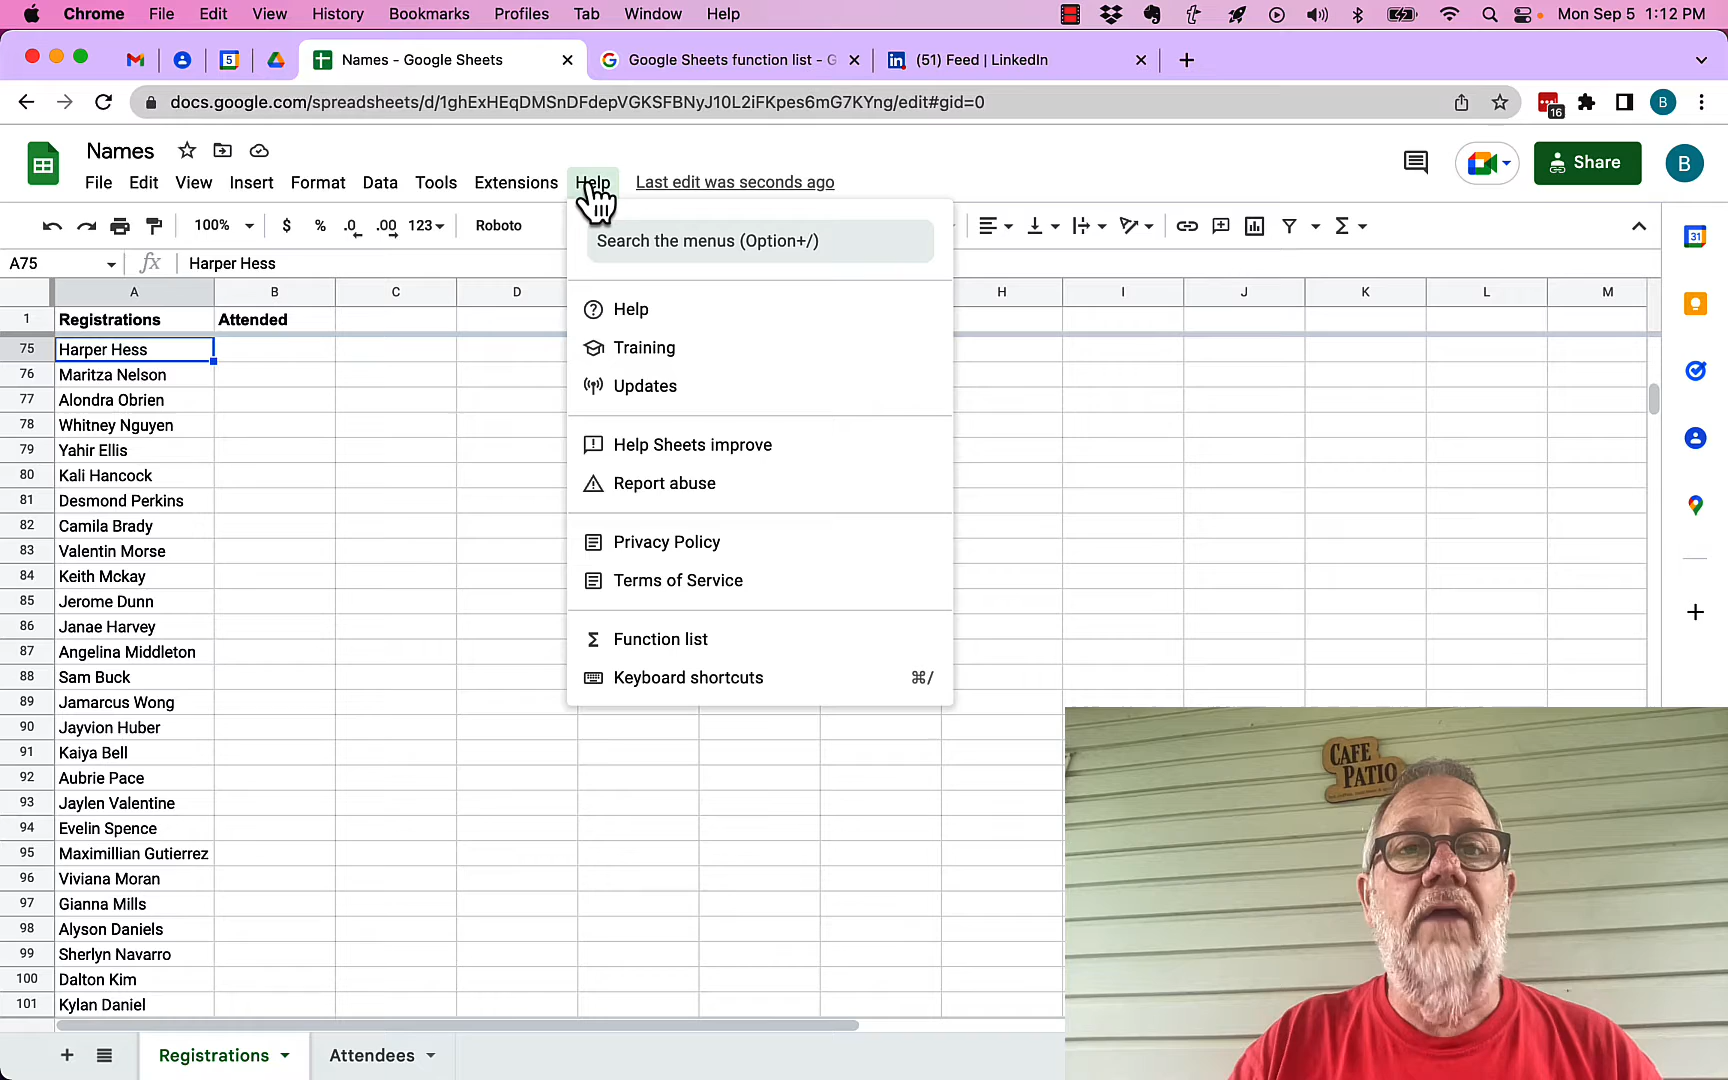 Chrome File Edit View History Bookmarks Profiles Tab Window Help Mon Sep 5 1:12 PM
5 Names - Google Sheets Google Sheets function list - G (51) Feed | LinkedIn
docs.google.com/spreadsheets/d/1ghExHEqDMSnDFdepVGKSFBNyJ10L2iFKpes6mG7KYng/edit#gid=0 16 B
Names
File Edit View Insert Format Data Tools Extensions Help Last edit was seconds ago Share B
100% $ % .0 .00 123 Roboto
31
Search the menus (Option+/)
A75 fx Harper Hess
A B C D H I J K L M
1 Registrations Attended
Help
Training
Updates
Help Sheets improve
Report abuse
Privacy Policy
Terms of Service
Function list
Keyboard shortcuts ⌘/
75 Harper Hess
76 Maritza Nelson
77 Alondra Obrien
78 Whitney Nguyen
79 Yahir Ellis
80 Kali Hancock
81 Desmond Perkins
82 Camila Brady
83 Valentin Morse
84 Keith Mckay
85 Jerome Dunn
86 Janae Harvey
87 Angelina Middleton
88 Sam Buck
89 Jamarcus Wong
90 Jayvion Huber
91 Kaiya Bell
92 Aubrie Pace
93 Jaylen Valentine
94 Evelin Spence
95 Maximillian Gutierrez
96 Viviana Moran
97 Gianna Mills
98 Alyson Daniels
99 Sherlyn Navarro
100 Dalton Kim
101 Kylan Daniel
CAFE
PATIO
Registrations Attendees